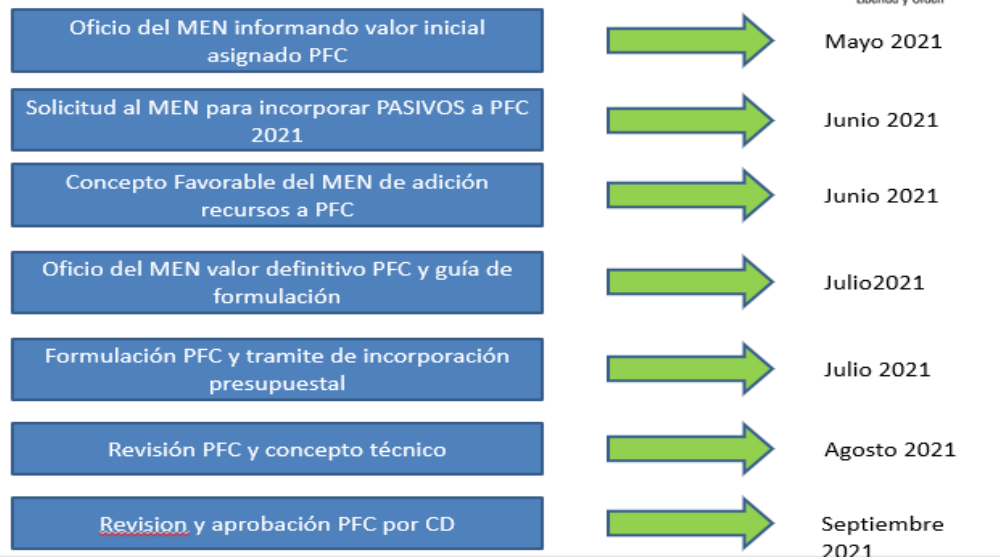 Libertad y Orden
Oficio del MEN informando valor inicial
asignado PFC
Mayo 2021
Solicitud al MEN para incorporar PASIVOS a PFC
2021
Junio 2021
Concepto Favorable del MEN de adición
recursos a PFC
Junio 2021
Oficio del MEN valor definitivo PFC y guía de
formulación
Julio2021
Formulación PFC y tramite de incorporación
presupuestal
Julio 2021
Revisión PFC y concepto técnico
Agosto 2021
Revision y aprobación PFC por CD
Septiembre
2021